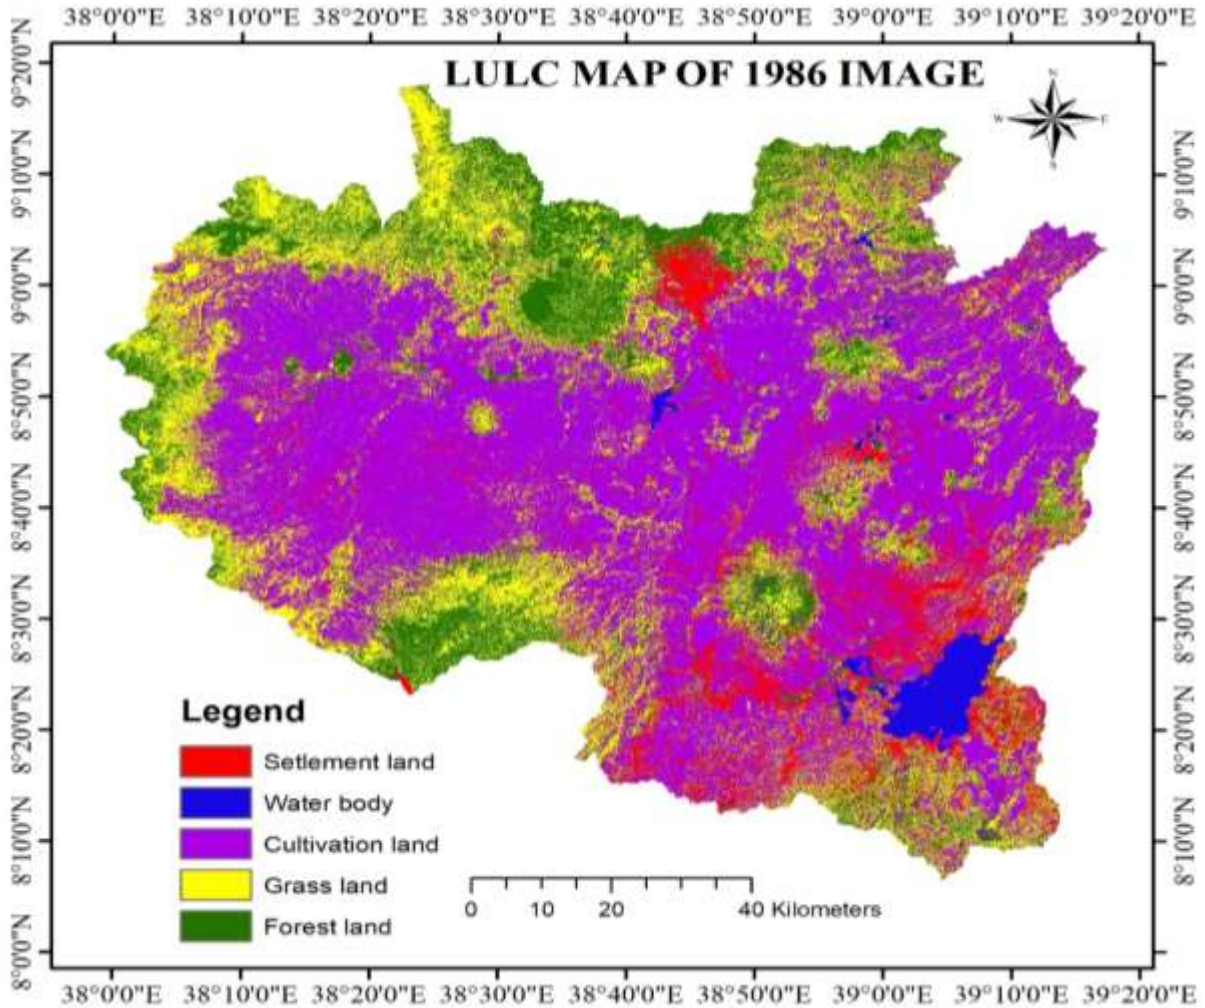 38°0'0"E 38°10'0"E 38°20'0"E 38°30'0"E 38°40'0"E 38°50'0"E 39°0'0"E 39°10'0"E 39°20'0"E
LULC MAP OF 1986 IMAGE
N
W E
S
9°20'0"N
9°10'0"N
9°0'0"N
8°50'0"N
8°40'0"N
8°30'0"N
8°20'0"N
8°10'0"N
8°0'0"N
9°10'0"N
9°0'0"N
8°50'0"N
8°40'0"N
8°30'0"N
8°20'0"N
8°10'0"N
Legend
Setlement land
Water body
Cultivation land
Grass land
Forest land
0 10 20 40 Kilometers
38°0'0"E 38°10'0"E 38°20'0"E 38°30'0"E 38°40'0"E 38°50'0"E 39°0'0"E 39°10'0"E 39°20'0"E